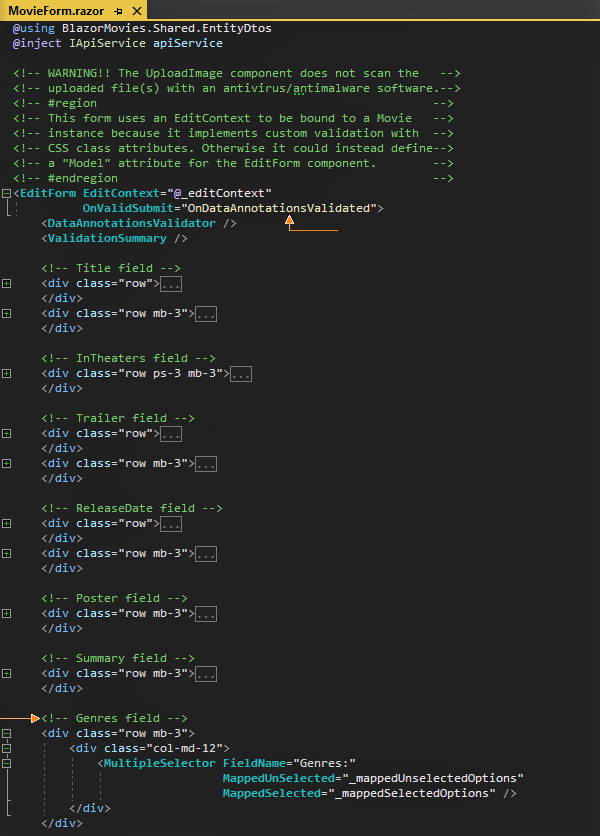 MovieForm.razor
@using BlazorMovies.Shared.EntityDtos
@inject IApiService apiService
<!-- WARNING!! The UploadImage component does not scan the   -->
<!-- uploaded file(s) with an antivirus/antimalware software.-->
<!-- #region                                                -->
<!-- This form uses an EditContext to be bound to a Movie   -->
<!-- instance because it implements custom validation with  -->
<!-- CSS class attributes. Otherwise it could instead define-->
<!-- a "Model" attribute for the EditForm component.        -->
<!-- #endregion                                             -->
<EditForm EditContext="@_editContext"
OnValidSubmit="OnDataAnnotationsValidated">
<DataAnnotationsValidator />
<ValidationSummary />
<!-- Title field -->
<div class="row">...
</div>
<div class="row mb-3">...
</div>
<!-- InTheaters field -->
<div class="row ps-3 mb-3">...
</div>
<!-- Trailer field -->
<div class="row">...
</div>
<div class="row mb-3">...
</div>
<!-- ReleaseDate field -->
<div class="row">...
</div>
<div class="row mb-3">...
</div>
<!-- Poster field -->
<div class="row mb-3">...
</div>
<!-- Summary field -->
<div class="row mb-3">...
</div>
<!-- Genres field -->
<div class="row mb-3">
<div class="col-md-12">
<MultipleSelector FieldName="Genres:"
MappedUnSelected="_mappedUnselectedOptions"
MappedSelected="_mappedSelectedOptions" />
</div>
</div>